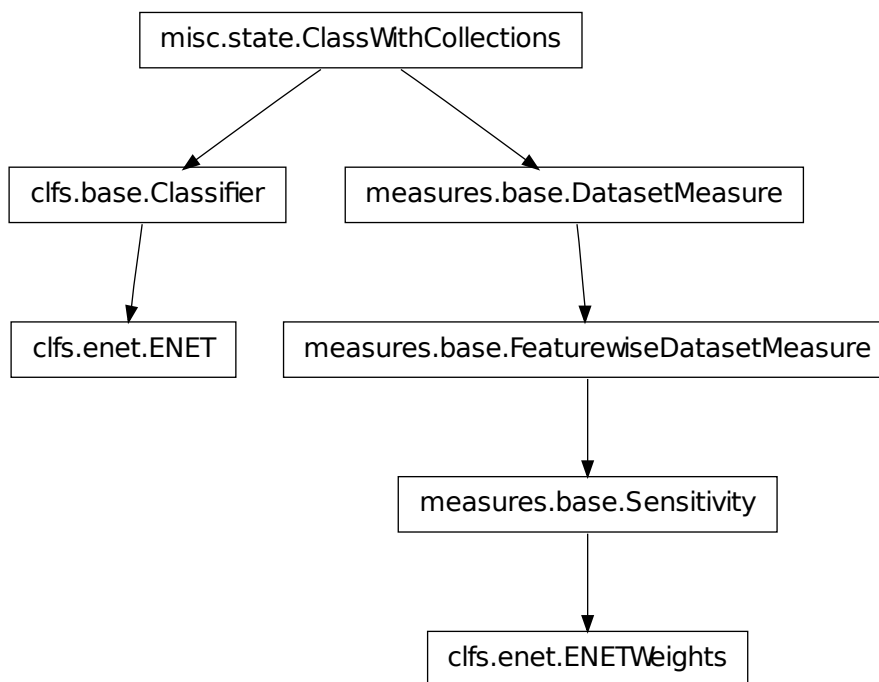 misc.state.ClassWithCollections
clfs.base.Classifier
measures.base.DatasetMeasure
clfs.enet.ENET
measures.base.FeaturewiseDatasetMeasure
measures.base.Sensitivity
clfs.enet.ENETWeights